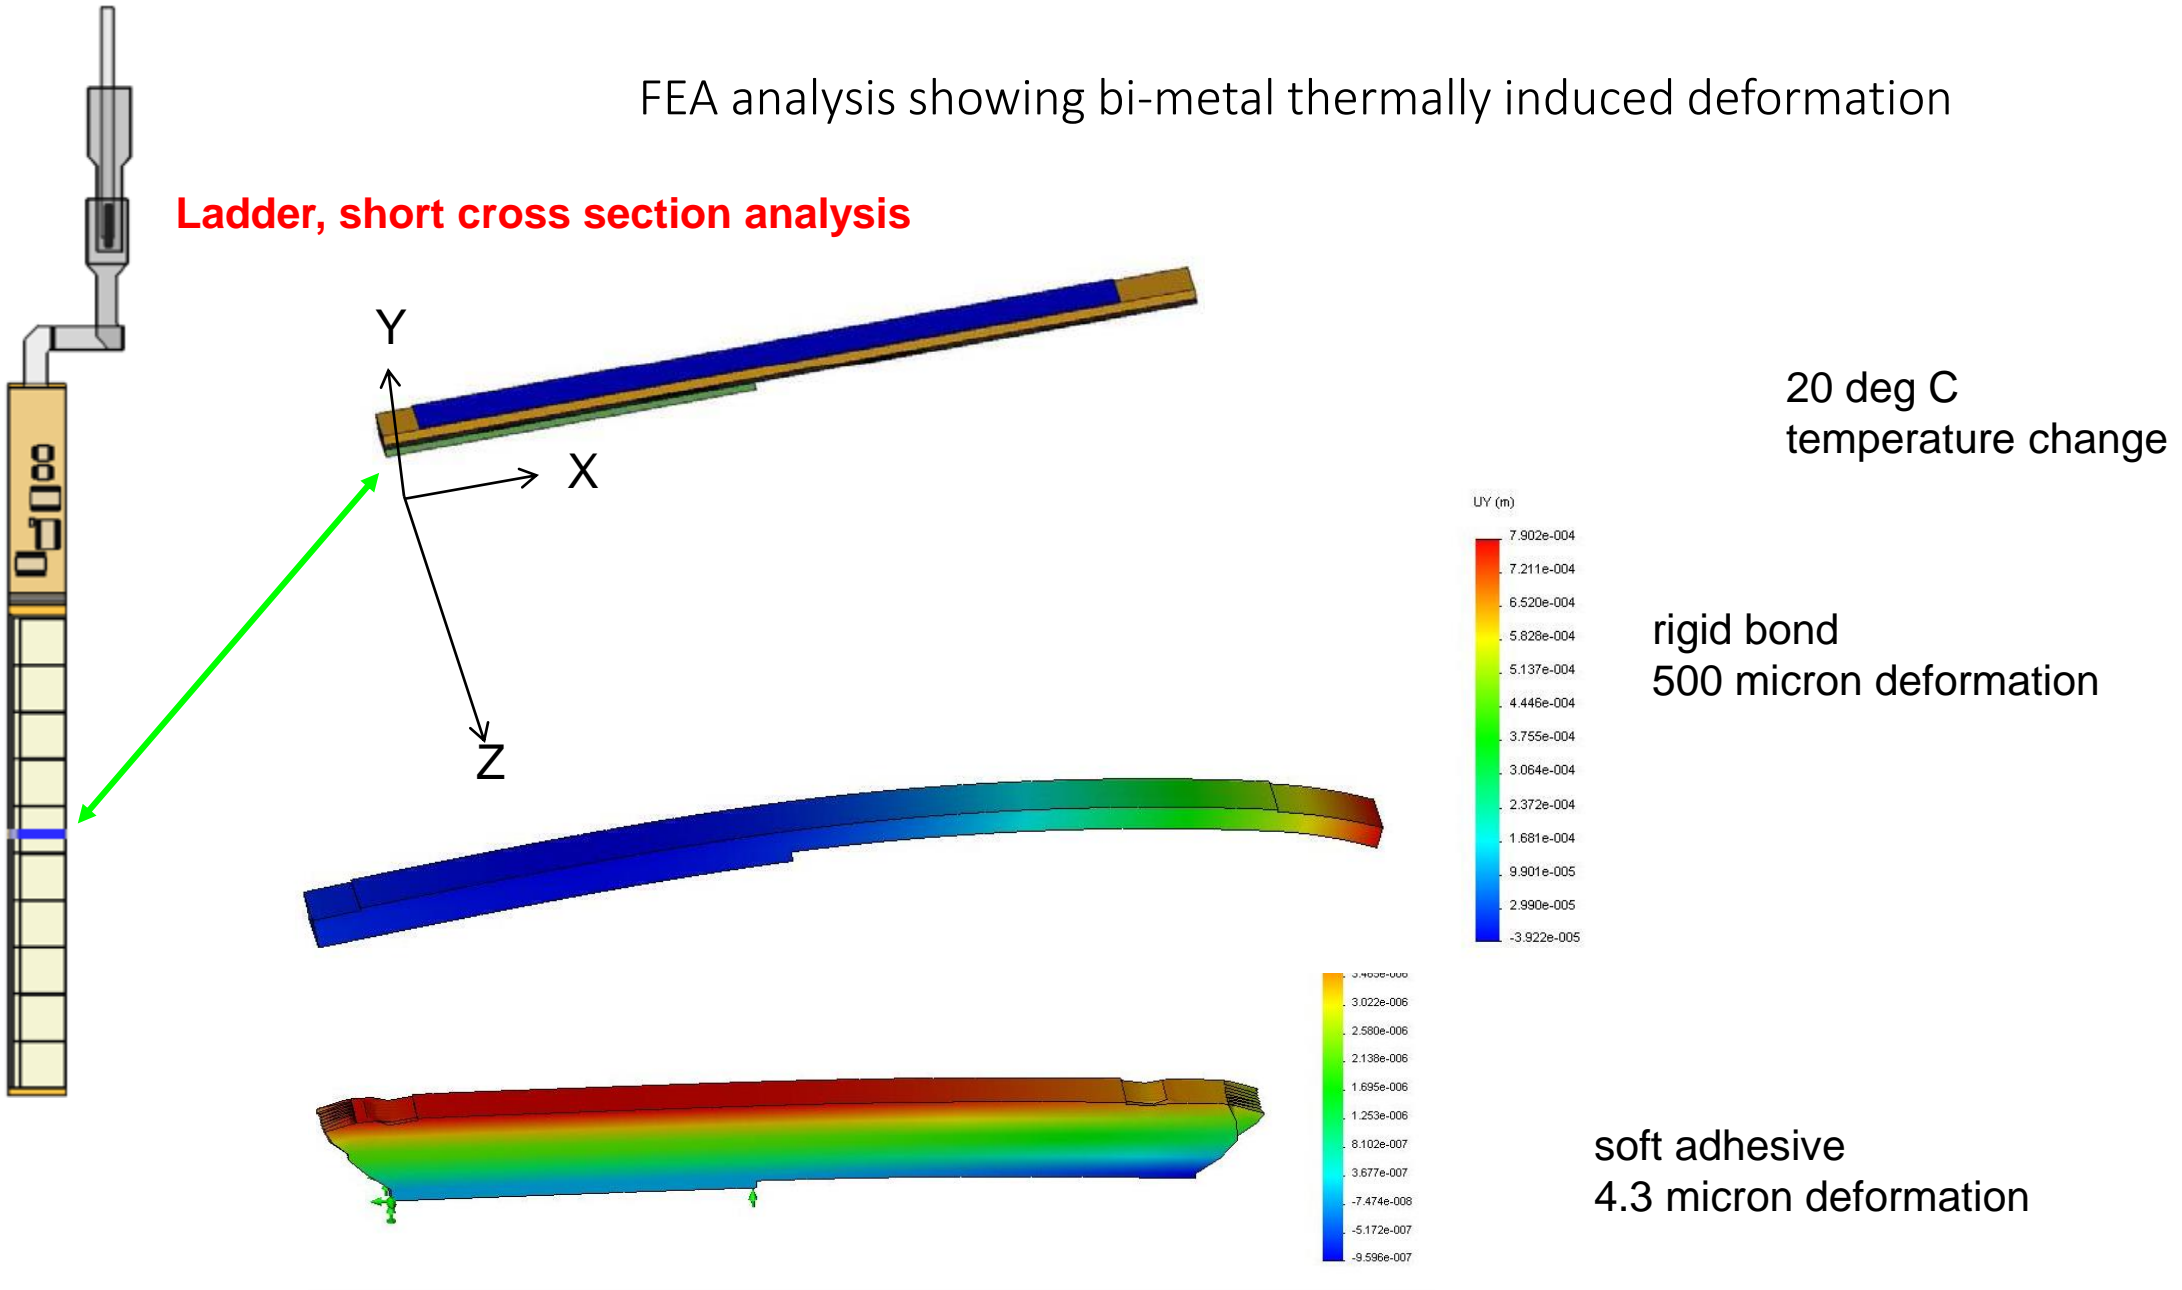 FEA analysis showing bi-metal thermally induced deformation
Ladder, short cross section analysis
Y
X
Z
20 deg C
temperature change
UY (m)
7.902e-004
7.211e-004
6.520e-004
5.828e-004
5.137e-004
4.446e-004
3.755e-004
3.064e-004
2.372e-004
1.681e-004
9.901e-005
2.990e-005
-3.922e-005
rigid bond
500 micron deformation
3.465e-006
3.022e-006
2.580e-006
2.138e-006
1.695e-006
1.253e-006
8.102e-007
3.677e-007
-7.474e-008
-5.172e-007
-9.596e-007
soft adhesive
4.3 micron deformation